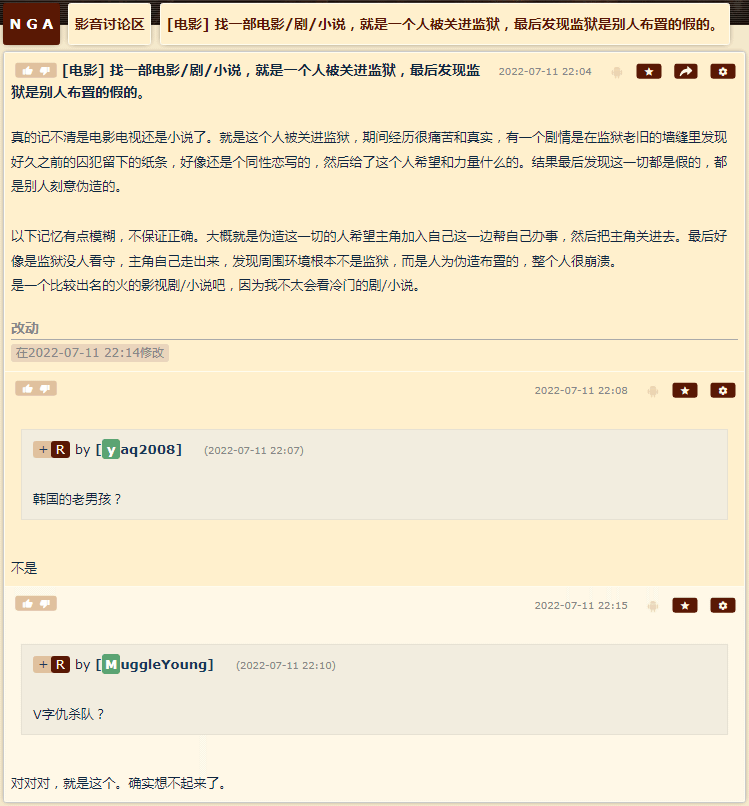 NGA
影音讨论区
[电影] 找一部电影/剧/小说，就是一个人被关进监狱，最后发现监狱是别人布置的假的。
[电影] 找一部电影/剧/小说，就是一个人被关进监狱，最后发现监
2022-07-11 22:04
狱是别人布置的假的。
真的记不清是电影电视还是小说了。就是这个人被关进监狱，期间经历很痛苦和真实，有一个剧情是在监狱老旧的墙缝里发现
好久之前的囚犯留下的纸条，好像还是个同性恋写的，然后给了这个人希望和力量什么的。结果最后发现这一切都是假的，都
是别人刻意伪造的。
以下记忆有点模糊，不保证正确。大概就是伪造这一切的人希望主角加入自己这一边帮自己办事，然后把主角关进去。最后好
像是监狱没人看守，主角自己走出来，发现周围环境根本不是监狱，而是人为伪造布置的，整个人很崩溃。
是一个比较出名的火的影视剧/小说吧，因为我不太会看冷门的剧/小说。
改动
在2022-07-11 22:14修改
2022-07-11 22:08
+ R by [yaq2008] (2022-07-11 22:07)
韩国的老男孩？
不是
2022-07-11 22:15
+ R by [MuggleYoung] (2022-07-11 22:10)
V字仇杀队？
对对对，就是这个。确实想不起来了。